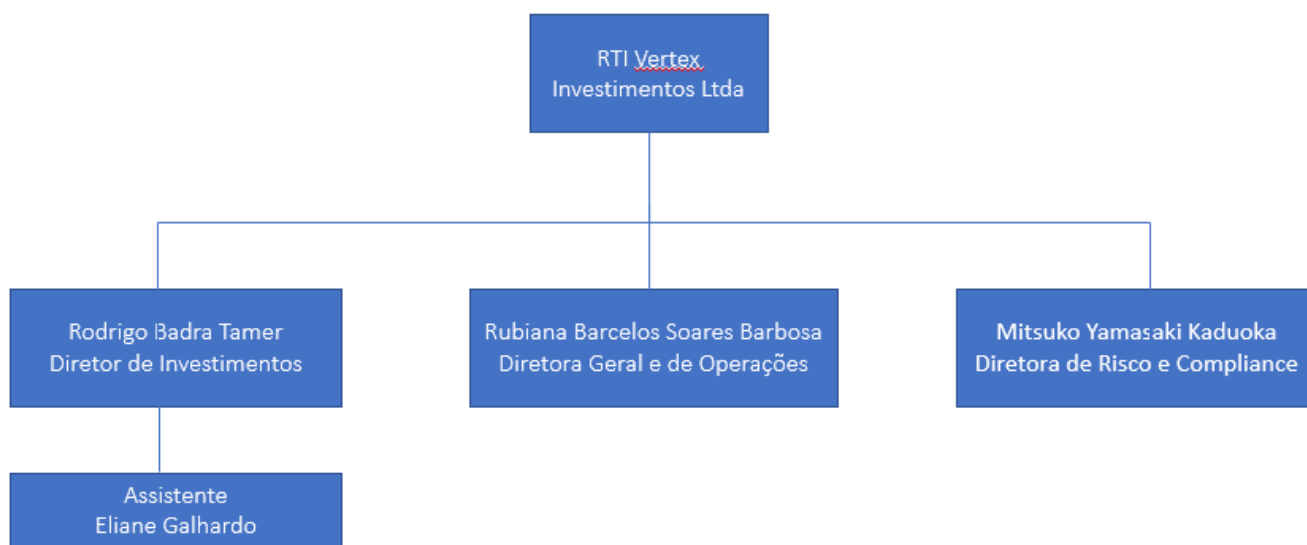 RTI Vertex
Investimentos Ltda
Rodrigo Badra Tamer
Diretor de Investimentos
Rubiana Barcelos Soares Barbosa
Diretora Geral e de Operações
Mitsuko Yamasaki Kaduoka
Diretora de Risco e Compliance
Assistente
Eliane Galhardo